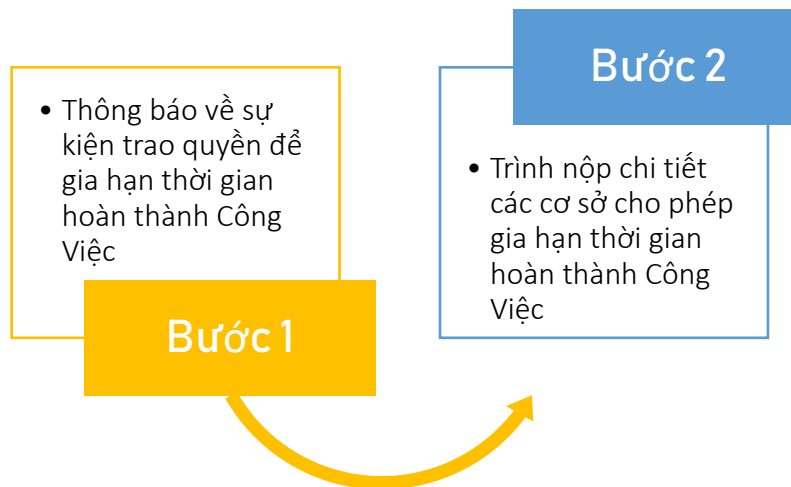 • Thông báo về sự
kiện trao quyền để
gia hạn thời gian
hoàn thành Công
Việc
Bước 1
Bước 2
• Trình nộp chi tiết
các cơ sở cho phép
gia hạn thời gian
hoàn thành Công
Việc